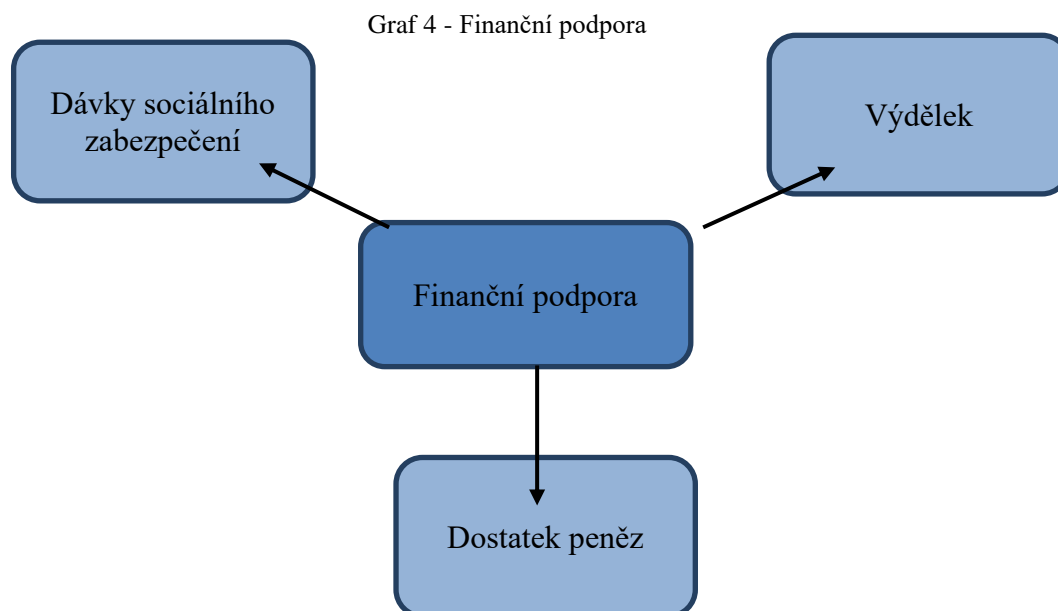 Graf 4 - Finanční podpora
Dávky sociálního
zabezpečení
Výdělek
Finanční podpora
Dostatek peněz